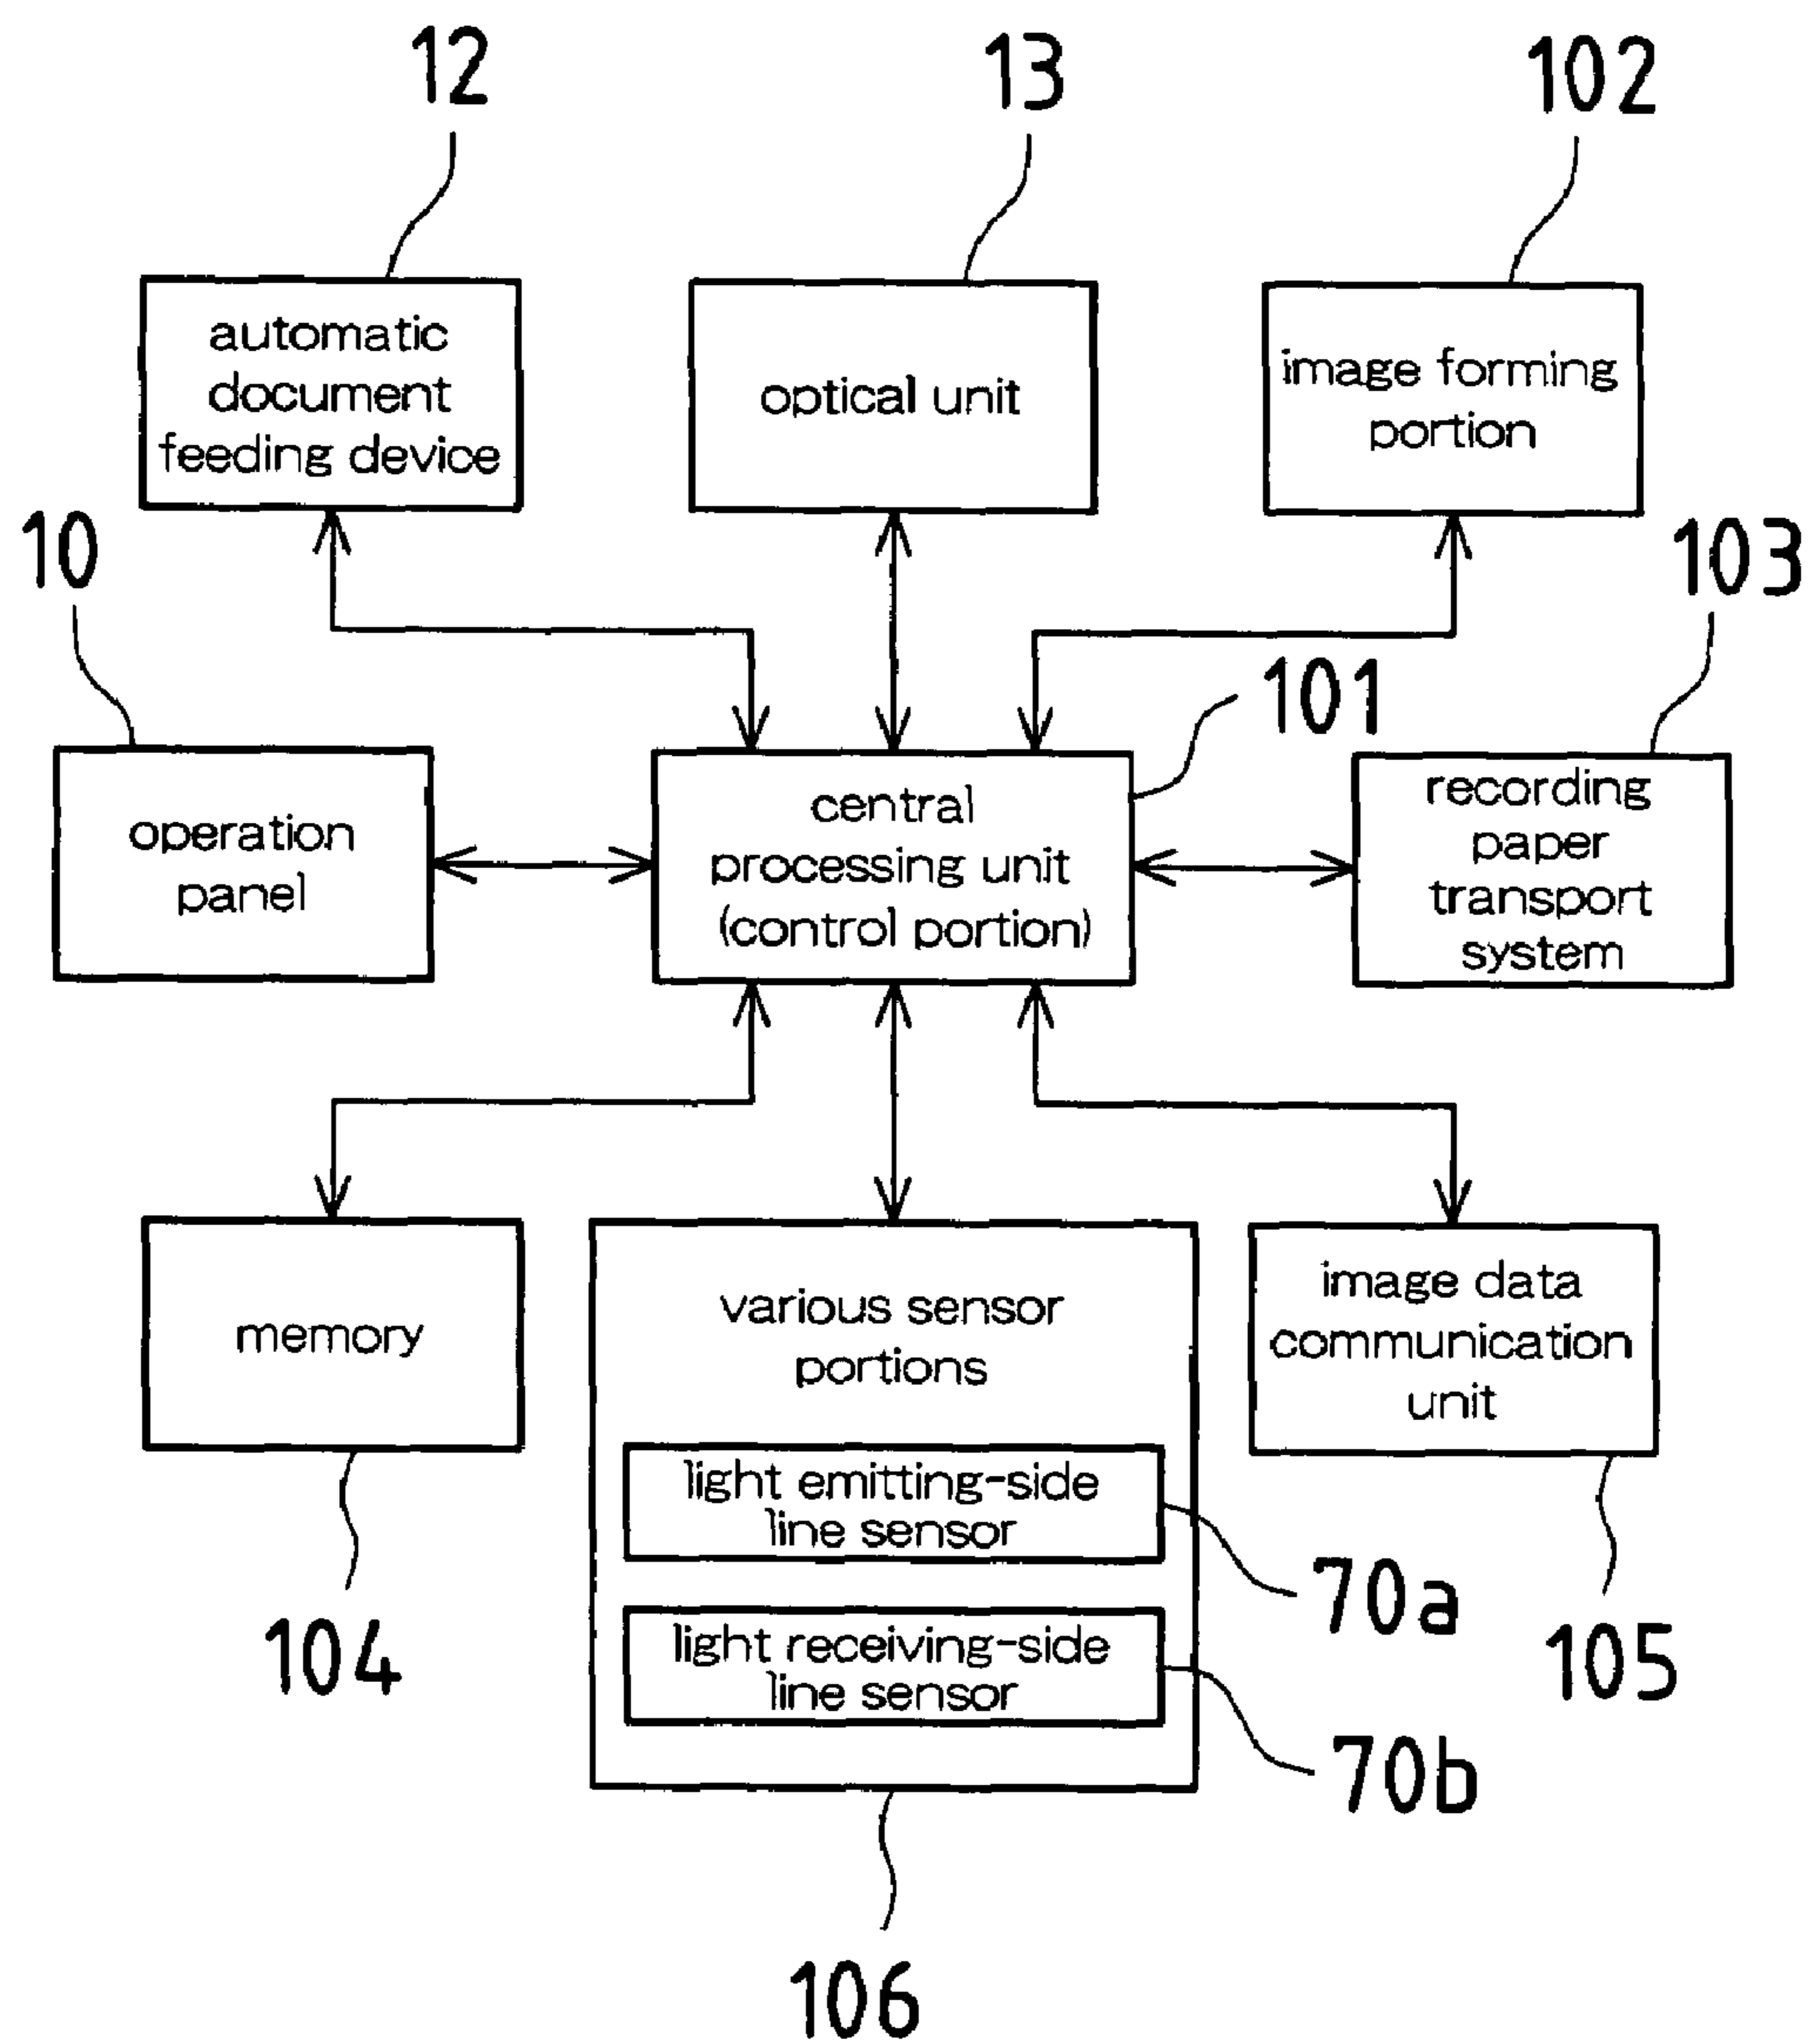 12
13
102
automatic
document
feeding device
optical unit
image forming
portion
10
103
101
operation
panel
central
processing unit
(control portion)
recording
paper
transport
system
memory
various sensor
portions
image data
communication
unit
light emitting-side
line sensor
70a
light receiving-side
line sensor
70b
104
105
106